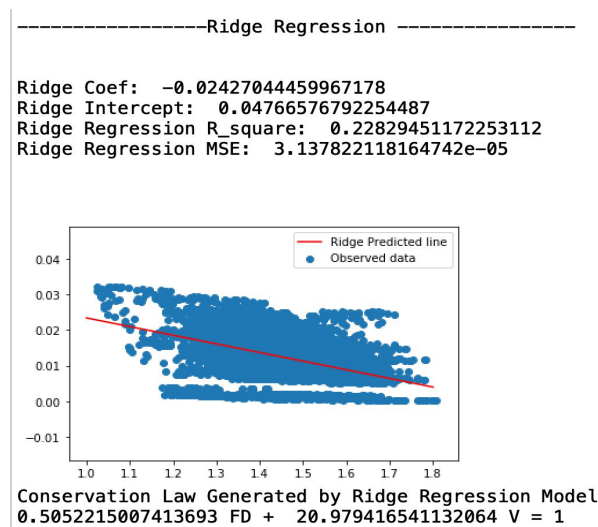 -----------------Ridge Regression ----------------
Ridge Coef:  -0.02427044459967178
Ridge Intercept:  0.04766576792254487
Ridge Regression R_square:  0.22829451172253112
Ridge Regression MSE:  3.137822118164742e-05
Ridge Predicted line
Observed data
0.04
0.03
0.02
0.01
0.00
−0.01
1.0 1.1 1.2 1.3 1.4 1.5 1.6 1.7 1.8
Conservation Law Generated by Ridge Regression Model
0.5052215007413693 FD +  20.979416541132064 V = 1